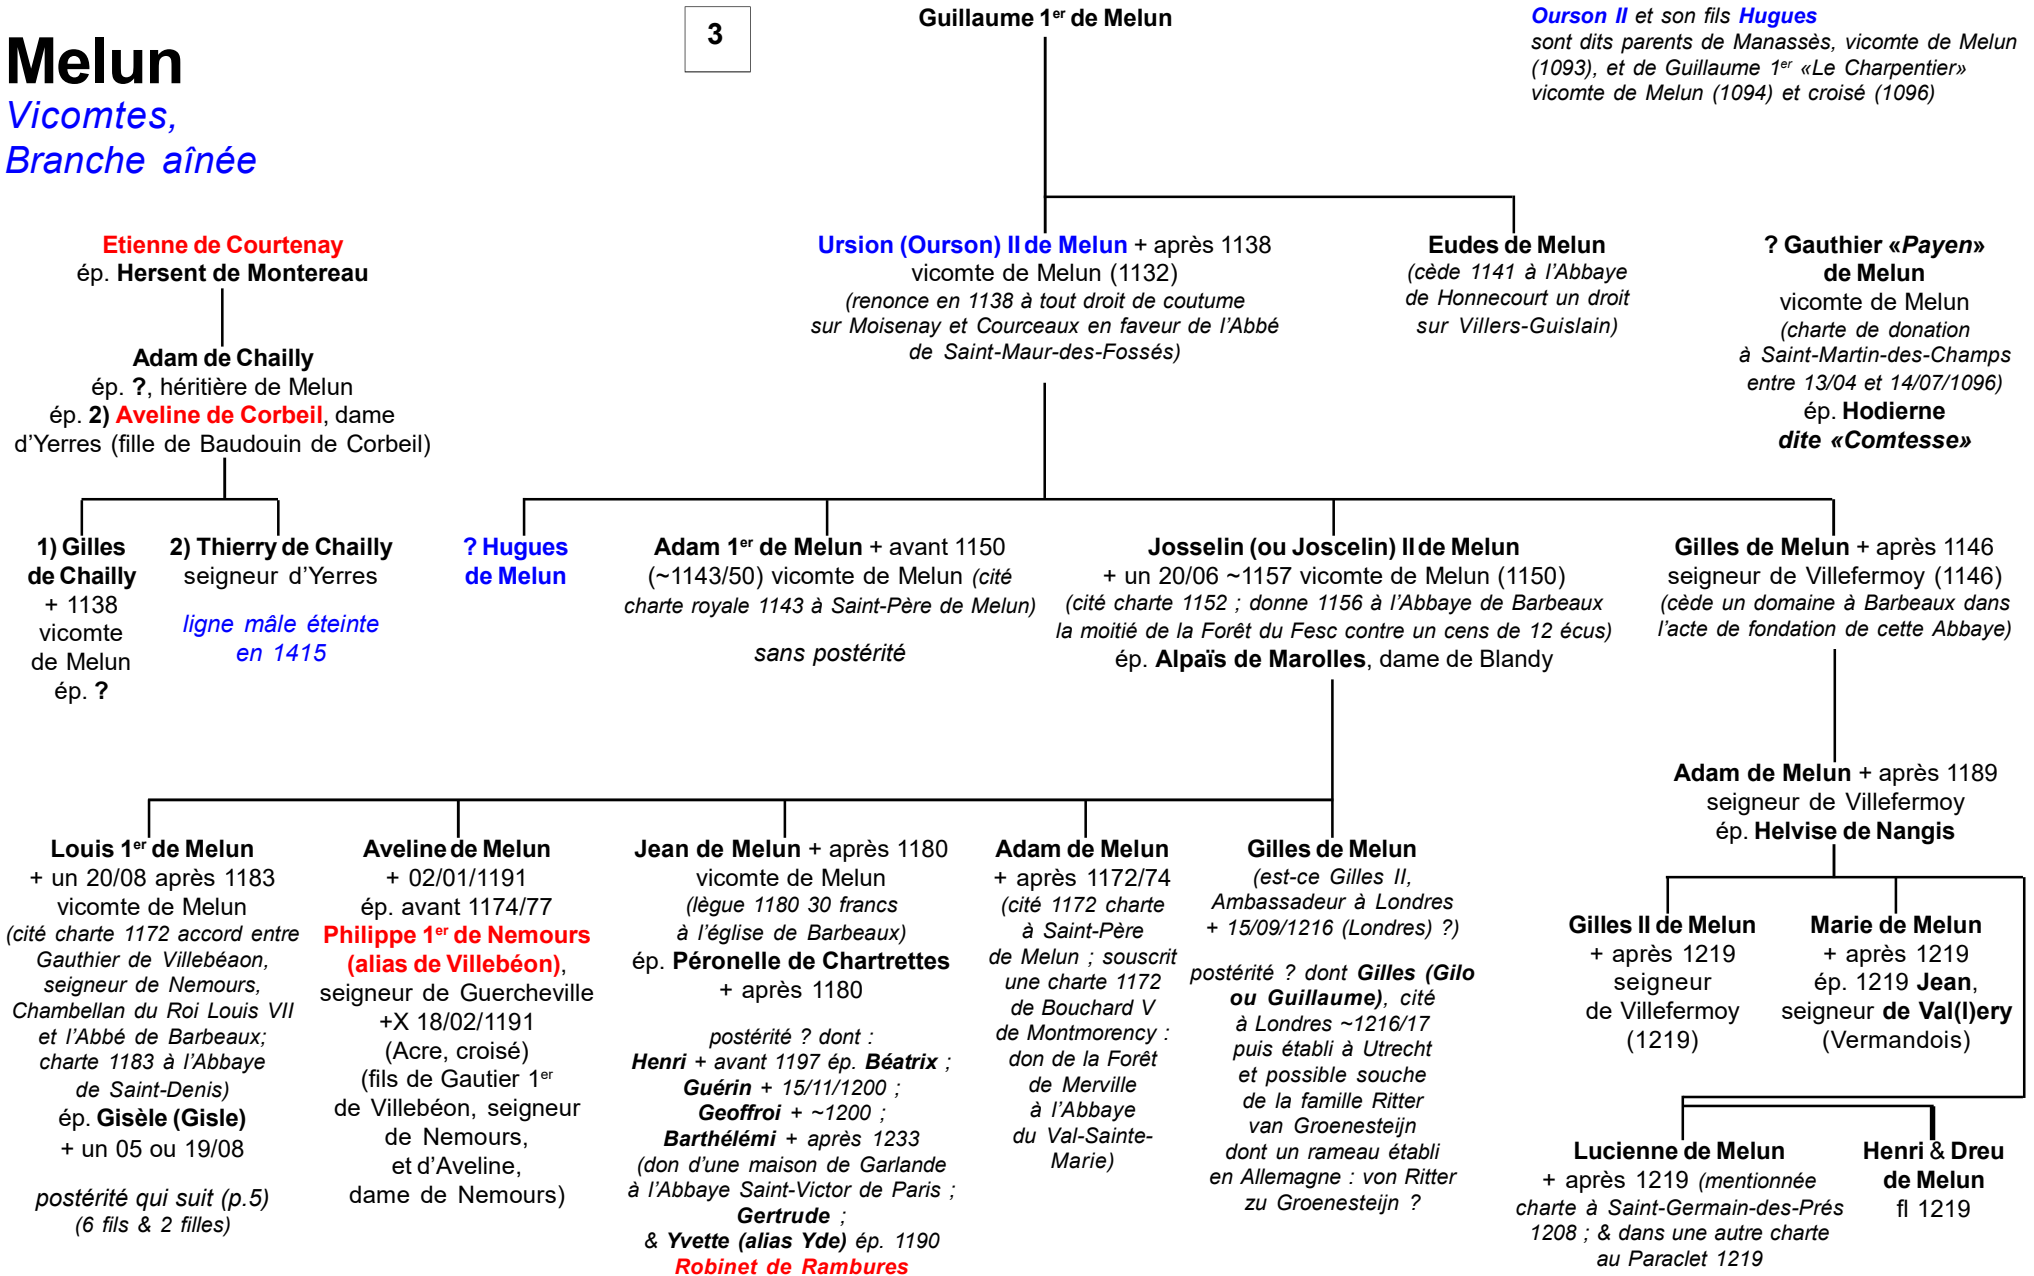 Melun
Vicomtes,
Branche aînée
3
Guillaume 1er de Melun
Ourson II et son fils Hugues
sont dits parents de Manassès, vicomte de Melun
(1093), et de Guillaume 1er «Le Charpentier»
vicomte de Melun (1094) et croisé (1096)
Etienne de Courtenay
ép. Hersent de Montereau
Adam de Chailly
ép. ?, héritière de Melun
ép. 2) Aveline de Corbeil, dame
d’Yerres (fille de Baudouin de Corbeil)
Ursion (Ourson) II de Melun + après 1138
vicomte de Melun (1132)
(renonce en 1138 à tout droit de coutume
sur Moisenay et Courceaux en faveur de l’Abbé
de Saint-Maur-des-Fossés)
Eudes de Melun
(cède 1141 à l’Abbaye
de Honnecourt un droit
sur Villers-Guislain)
? Gauthier «Payen»
de Melun
vicomte de Melun
(charte de donation
à Saint-Martin-des-Champs
entre 13/04 et 14/07/1096)
ép. Hodierne
dite «Comtesse»
1) Gilles
de Chailly
+ 1138
vicomte
de Melun
ép. ?
2) Thierry de Chailly
seigneur d’Yerres
ligne mâle éteinte
en 1415
? Hugues
de Melun
Adam 1er de Melun + avant 1150
(~1143/50) vicomte de Melun (cité
charte royale 1143 à Saint-Père de Melun)
sans postérité
Josselin (ou Joscelin) II de Melun
+ un 20/06 ~1157 vicomte de Melun (1150)
(cité charte 1152 ; donne 1156 à l’Abbaye de Barbeaux
la moitié de la Forêt du Fesc contre un cens de 12 écus)
ép. Alpaïs de Marolles, dame de Blandy
Gilles de Melun + après 1146
seigneur de Villefermoy (1146)
(cède un domaine à Barbeaux dans
l’acte de fondation de cette Abbaye)
Adam de Melun + après 1189
seigneur de Villefermoy
ép. Helvise de Nangis
Louis 1er de Melun
+ un 20/08 après 1183
vicomte de Melun
(cité charte 1172 accord entre
Gauthier de Villebéaon,
seigneur de Nemours,
Chambellan du Roi Louis VII
et l’Abbé de Barbeaux;
charte 1183 à l’Abbaye
de Saint-Denis)
ép. Gisèle (Gisle)
+ un 05 ou 19/08
postérité qui suit (p.5)
(6 fils & 2 filles)
Aveline de Melun
+ 02/01/1191
ép. avant 1174/77
Philippe 1er de Nemours
(alias de Villebéon),
seigneur de Guercheville
+X 18/02/1191
(Acre, croisé)
(fils de Gautier 1er
de Villebéon, seigneur
de Nemours,
et d’Aveline,
dame de Nemours)
Jean de Melun + après 1180
vicomte de Melun
(lègue 1180 30 francs
à l’église de Barbeaux)
ép. Péronelle de Chartrettes
+ après 1180
postérité ? dont :
Henri + avant 1197 ép. Béatrix ;
Guérin + 15/11/1200 ;
Geoffroi + ~1200 ;
Barthélémi + après 1233
(don d’une maison de Garlande
à l’Abbaye Saint-Victor de Paris ;
Gertrude ;
& Yvette (alias Yde) ép. 1190
Robinet de Rambures
Adam de Melun
+ après 1172/74
(cité 1172 charte
à Saint-Père
de Melun ; souscrit
une charte 1172
de Bouchard V
de Montmorency :
don de la Forêt
de Merville
à l’Abbaye
du Val-Sainte-
Marie)
Gilles de Melun
(est-ce Gilles II,
Ambassadeur à Londres
+ 15/09/1216 (Londres) ?)
postérité ? dont Gilles (Gilo
ou Guillaume), cité
à Londres ~1216/17
puis établi à Utrecht
et possible souche
de la famille Ritter
van Groenesteijn
dont un rameau établi
en Allemagne : von Ritter
zu Groenesteijn ?
Gilles II de Melun
+ après 1219
seigneur
de Villefermoy
(1219)
Marie de Melun
+ après 1219
ép. 1219 Jean,
seigneur de Val(l)ery
(Vermandois)
Lucienne de Melun
+ après 1219 (mentionnée
charte à Saint-Germain-des-Prés
1208 ; & dans une autre charte
au Paraclet 1219
Henri & Dreu
de Melun
fl 1219